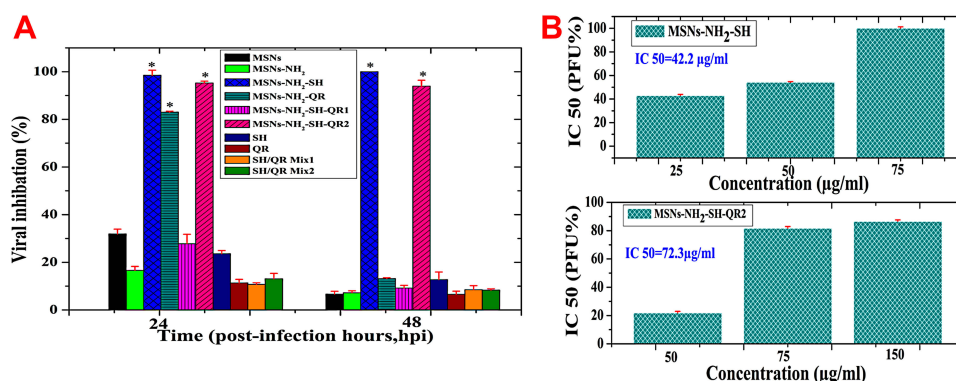 A
Viral inhibation (%)
100
80
60
40
20
0
MSNs
MSNs-NH2
MSNs-NH2-SH
MSNs-NH2-QR
MSNs-NH2-SH-QR1
MSNs-NH2-SH-QR2
SH
QR
SH/QR Mix1
SH/QR Mix2
*
*
*
*
*
24
48
Time (post-infection hours,hpi)
B
IC 50 (PFU%)
100
80
60
40
20
0
MSNs-NH2-SH
IC 50=42.2 µg/ml
25
50
75
Concentration (µg/ml)
IC 50 (PFU%)
100
80
60
40
20
0
MSNs-NH2-SH-QR2
IC 50=72.3µg/ml
50
75
150
Concentration (µg/ml)